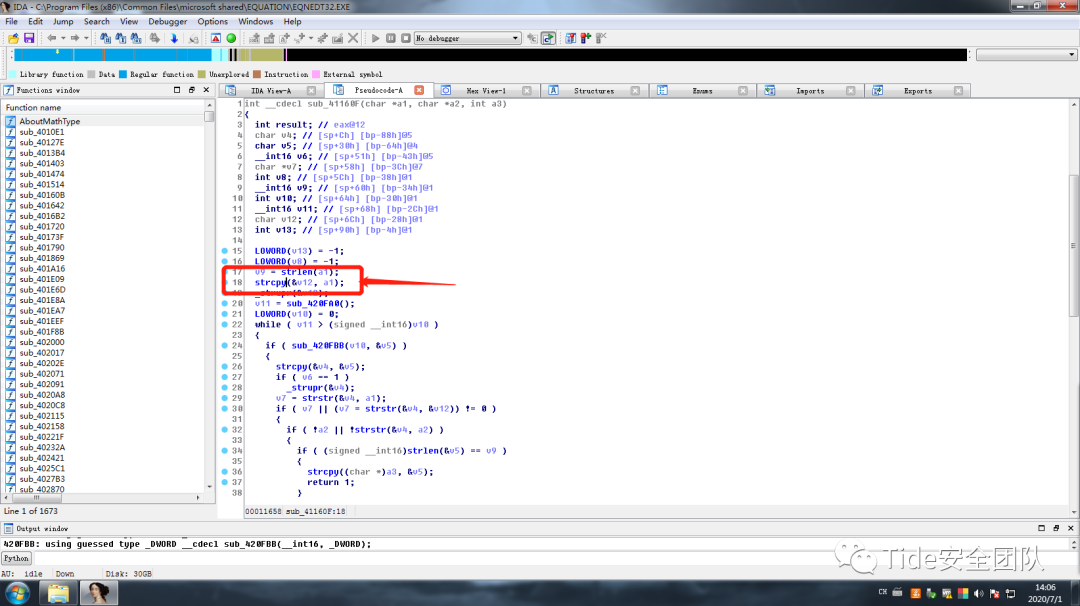 IDA - C:\Program Files (x86)\Common Files\microsoft shared\EQUATION\EQNEDT32.EXE
File Edit Jump Search View Debugger Options Windows Help
No debugger
Library function Data Regular function Unexplored Instruction External symbol
Functions window
IDA View-A Pseudocode-A Hex View-1 Structures Enums Imports Exports
Function name
AboutMathType
sub_4010E1
sub_40127E
sub_4013B4
sub_401403
sub_401474
sub_401514
sub_40160B
sub_401642
sub_4016B2
sub_401720
sub_40173F
sub_401790
sub_401869
sub_401A16
sub_401E09
sub_401E6D
sub_401E8A
sub_401EA7
sub_401EEF
sub_401F8B
sub_402000
sub_402017
sub_40202E
sub_402071
sub_402091
sub_4020A8
sub_4020C8
sub_402115
sub_402158
sub_40221F
sub_40232A
sub_402421
sub_4025C1
sub_4027B3
sub_402870
Line 1 of 1673
1 int __cdecl sub_41160F(char *a1, char *a2, int a3)
2 {
3 int result; // eax@12
4 char v4; // [sp+Ch] [bp-88h]@5
5 char v5; // [sp+30h] [bp-64h]@4
6 __int16 v6; // [sp+51h] [bp-43h]@5
7 char *v7; // [sp+58h] [bp-3Ch]@7
8 int v8; // [sp+5Ch] [bp-38h]@1
9 __int16 v9; // [sp+60h] [bp-34h]@1
10 int v10; // [sp+64h] [bp-30h]@1
11 __int16 v11; // [sp+68h] [bp-2Ch]@1
12 char v12; // [sp+6Ch] [bp-28h]@1
13 int v13; // [sp+90h] [bp-4h]@1
14
15 LOWORD(v13) = -1;
16 LOWORD(v8) = -1;
17 v9 = strlen(a1);
18 strcpy(&v12, a1);
20 v11 = sub_420FA0();
21 LOWORD(v10) = 0;
22 while ( v11 > (signed __int16)v10 )
23 {
24 if ( sub_420FBB(v10, &v5) )
25 {
26 strcpy(&v4, &v5);
27 if ( v6 == 1 )
28 _strupr(&v4);
29 v7 = strstr(&v4, a1);
30 if ( v7 || (v7 = strstr(&v4, &v12)) != 0 )
31 {
32 if ( !a2 || !strstr(&v4, a2) )
33 {
34 if ( (signed __int16)strlen(&v5) == v9 )
35 {
36 strcpy((char *)a3, &v5);
37 return 1;
38 }
00011658 sub_41160F:18
Output window
420FBB: using guessed type _DWORD __cdecl sub_420FBB(__int16, _DWORD);
Python
AU: idle Down Disk: 30GB
Tide安全团队
CH
14:06
2020/7/1